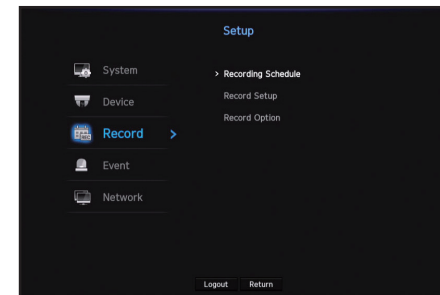 Setup
System
Device
Record >
Event
Network
> Recording Schedule
Record Setup
Record Option
Logout Return